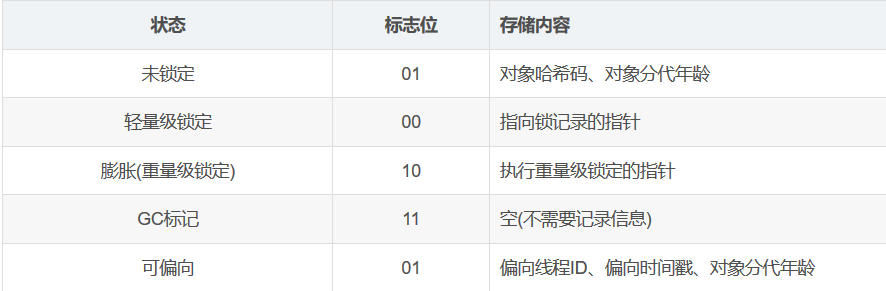 状态 标志位 存储内容
未锁定 01 对象哈希码、对象分代年龄
轻量级锁定 00 指向锁记录的指针
膨胀(重量级锁定) 10 执行重量级锁定的指针
GC标记 11 空(不需要记录信息)
可偏向 01 偏向线程ID、偏向时间戳、对象分代年龄